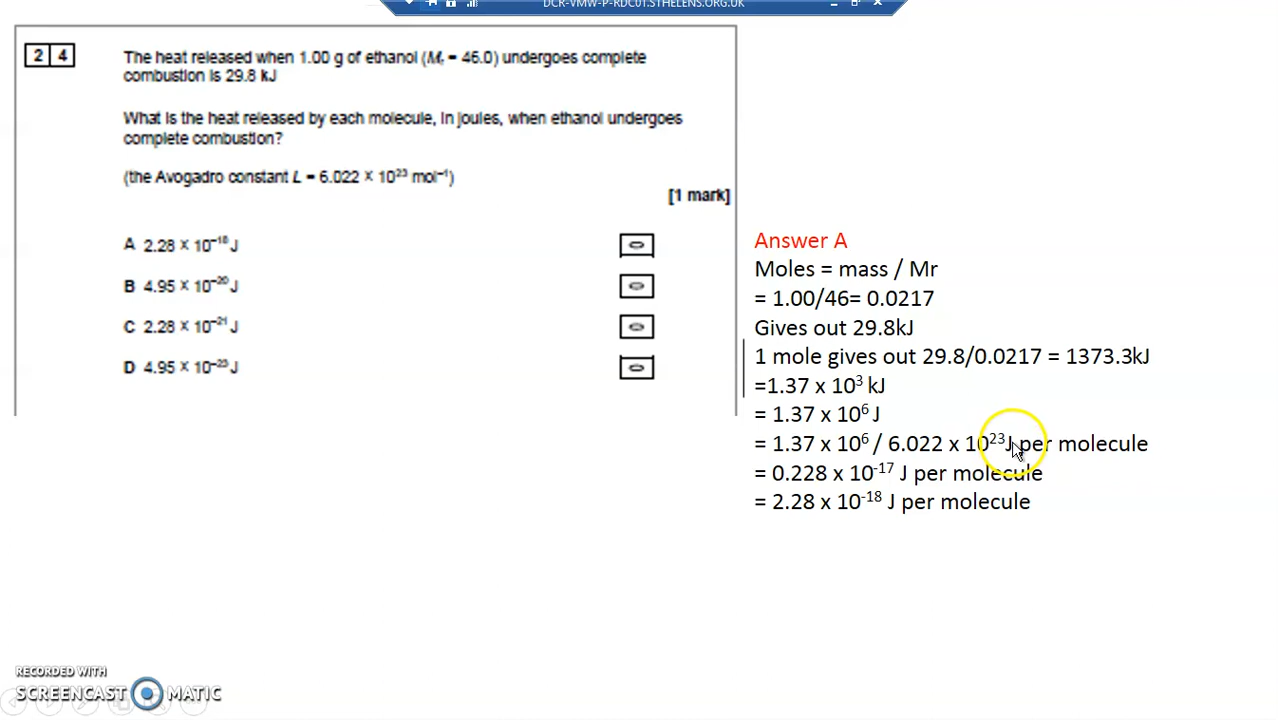 DCR-VMW-P-RDC01.STHELENS.ORG.UK
2 4
The heat released when 1.00 g of ethanol (Mr = 46.0) undergoes complete
combustion is 29.8 kJ
What is the heat released by each molecule, in joules, when ethanol undergoes
complete combustion?
(the Avogadro constant L = 6.022 × 10²³ mol⁻¹)
[1 mark]
A 2.28 × 10⁻¹⁸ J
B 4.95 × 10⁻²⁰ J
C 2.28 × 10⁻²¹ J
D 4.95 × 10⁻²³ J
Answer A
Moles = mass / Mr
= 1.00/46= 0.0217
Gives out 29.8kJ
1 mole gives out 29.8/0.0217 = 1373.3kJ
=1.37 x 10³ kJ
= 1.37 x 10⁶ J
= 1.37 x 10⁶ / 6.022 x 10²³J per molecule
= 0.228 x 10⁻¹⁷ J per molecule
= 2.28 x 10⁻¹⁸ J per molecule
RECORDED WITH
SCREENCAST MATIC